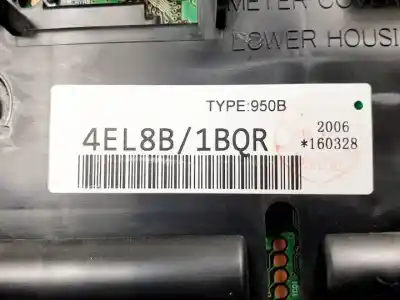 METER COVER
LOWER HOUSI
TYPE:950B
4EL8B/1BQR
2006
*160328